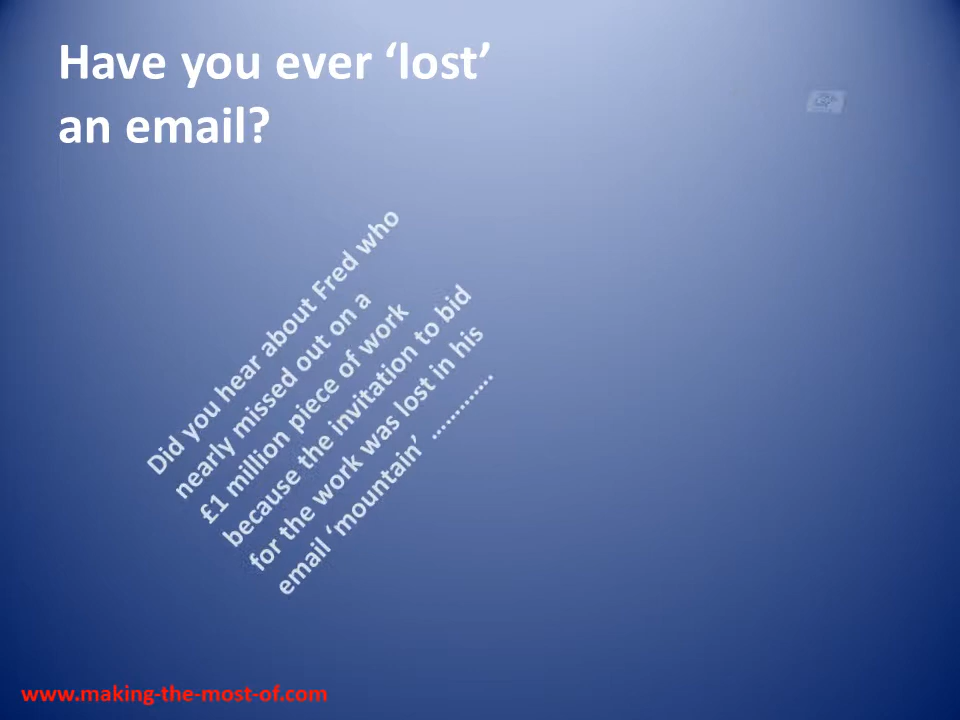 Have you ever ‘lost’
an email?
Did you hear about Fred who
nearly missed out on a
£1 million piece of work
because the invitation to bid
for the work was lost in his
email ‘mountain’ ............
www.making-the-most-of.com